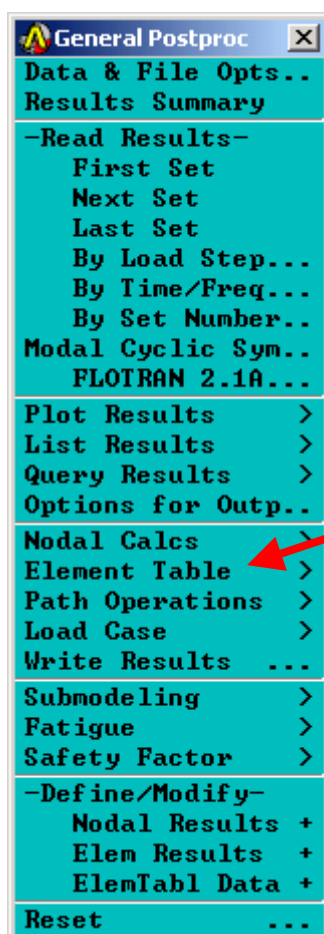 General Postproc
Data & File Opts..
Results Summary
-Read Results-
First Set
Next Set
Last Set
By Load Step...
By Time/Freq...
By Set Number..
Modal Cyclic Sym..
FLOTRAN 2.1A...
Plot Results >
List Results >
Query Results >
Options for Outp..
Nodal Calcs >
Element Table >
Path Operations >
Load Case >
Write Results ...
Submodeling >
Fatigue >
Safety Factor >
-Define/Modify-
Nodal Results +
Elem Results +
ElemTabl Data +
Reset ...